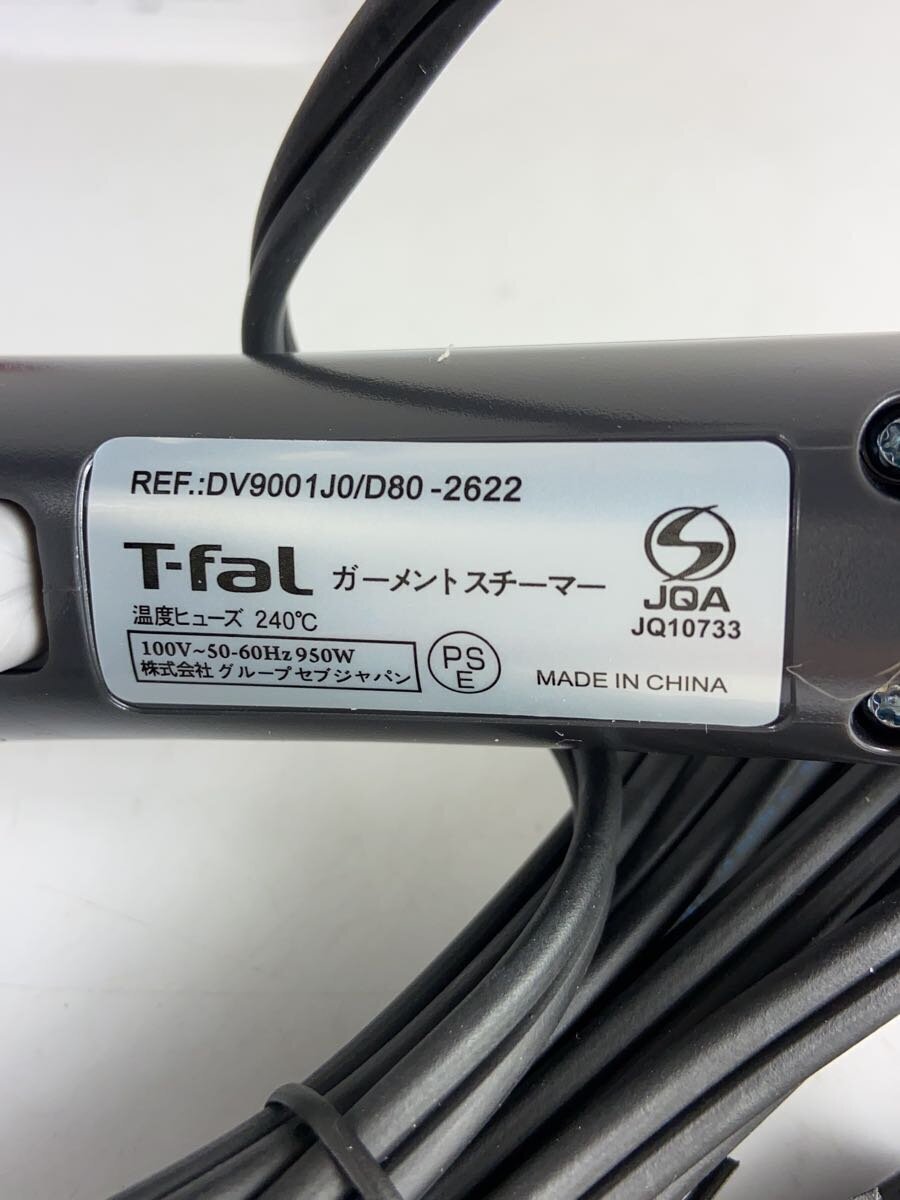 REF.:DV9001J0/D80-2622
T-fal ガーメントスチーマー
温度ヒューズ 240℃
100V~50-60Hz 950W
株式会社 グループセブジャパン
PS
E
MADE IN CHINA
S
JQA
JQ10733